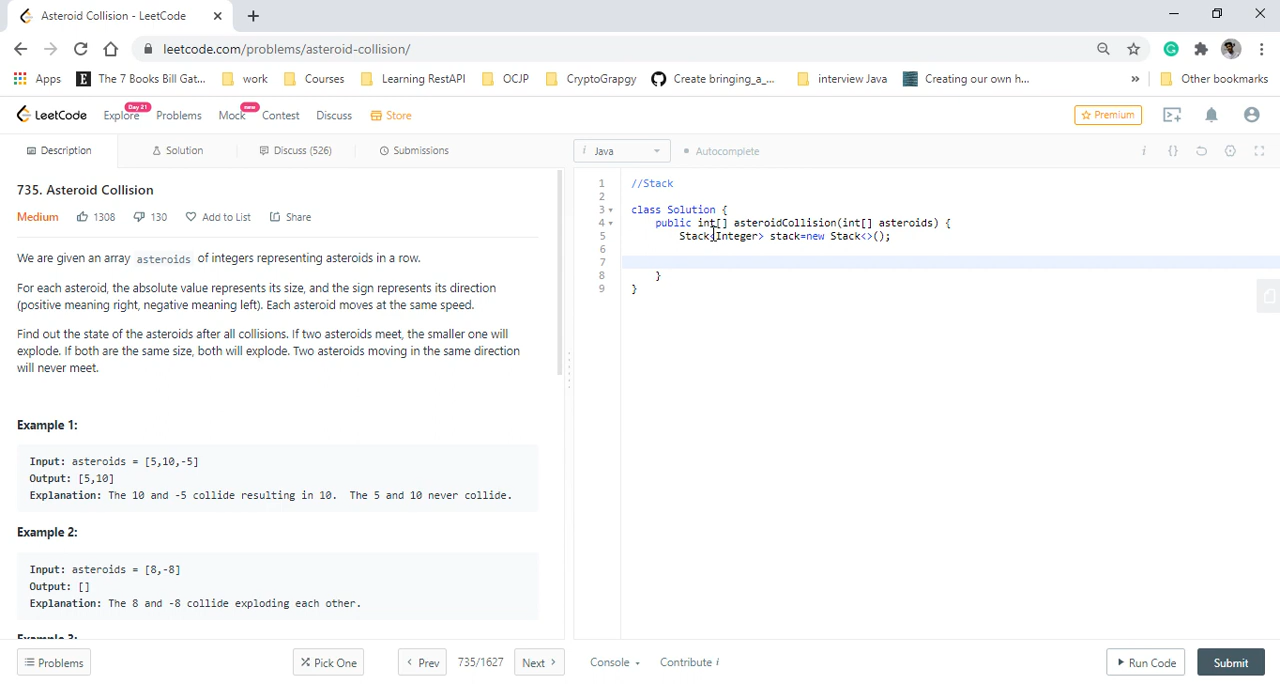 Asteroid Collision - LeetCode
leetcode.com/problems/asteroid-collision/
Apps
The 7 Books Bill Gat...
work
Courses
Learning RestAPI
OCJP
CryptoGrapgy
Create bringing_a_...
interview Java
Creating our own h...
»
Other bookmarks
LeetCode
Explore
Day 21
Problems
Mock
new
Contest
Discuss
Store
Premium
Description
Solution
Discuss (526)
Submissions
Java
Autocomplete
735. Asteroid Collision
Medium
1308
130
Add to List
Share
We are given an array asteroids of integers representing asteroids in a row.
For each asteroid, the absolute value represents its size, and the sign represents its direction
(positive meaning right, negative meaning left). Each asteroid moves at the same speed.
Find out the state of the asteroids after all collisions. If two asteroids meet, the smaller one will
explode. If both are the same size, both will explode. Two asteroids moving in the same direction
will never meet.
Example 1:
Input: asteroids = [5,10,-5]
Output: [5,10]
Explanation: The 10 and -5 collide resulting in 10.  The 5 and 10 never collide.
Example 2:
Input: asteroids = [8,-8]
Output: []
Explanation: The 8 and -8 collide exploding each other.
Example 3:
1 //Stack
2
3 class Solution {
4 public int[] asteroidCollision(int[] asteroids) {
5 Stack<Integer> stack=new Stack<>();
6
7
8 }
9 }
Problems
Pick One
Prev
735/1627
Next
Console
Contribute i
Run Code
Submit